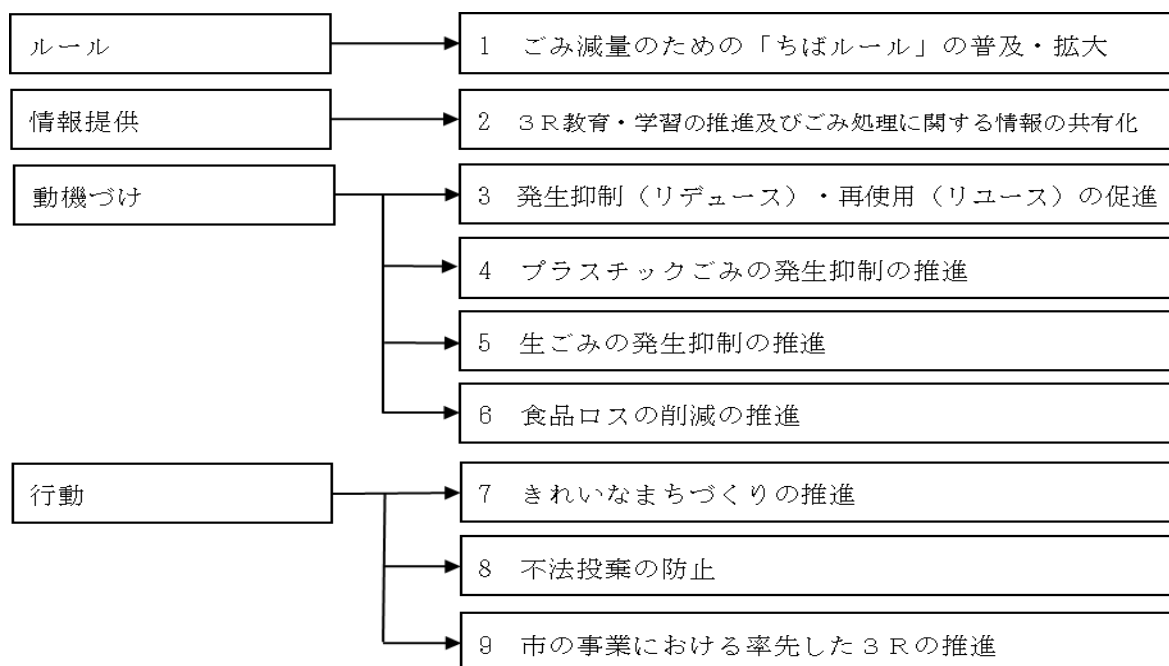 ルール
1 ごみ減量のための「ちばルール」の普及・拡大
情報提供
2 3R教育・学習の推進及びごみ処理に関する情報の共有化
動機づけ
3 発生抑制（リデュース）・再使用（リユース）の促進
4 プラスチックごみの発生抑制の推進
5 生ごみの発生抑制の推進
6 食品ロスの削減の推進
行動
7 きれいなまちづくりの推進
8 不法投棄の防止
9 市の事業における率先した3Rの推進